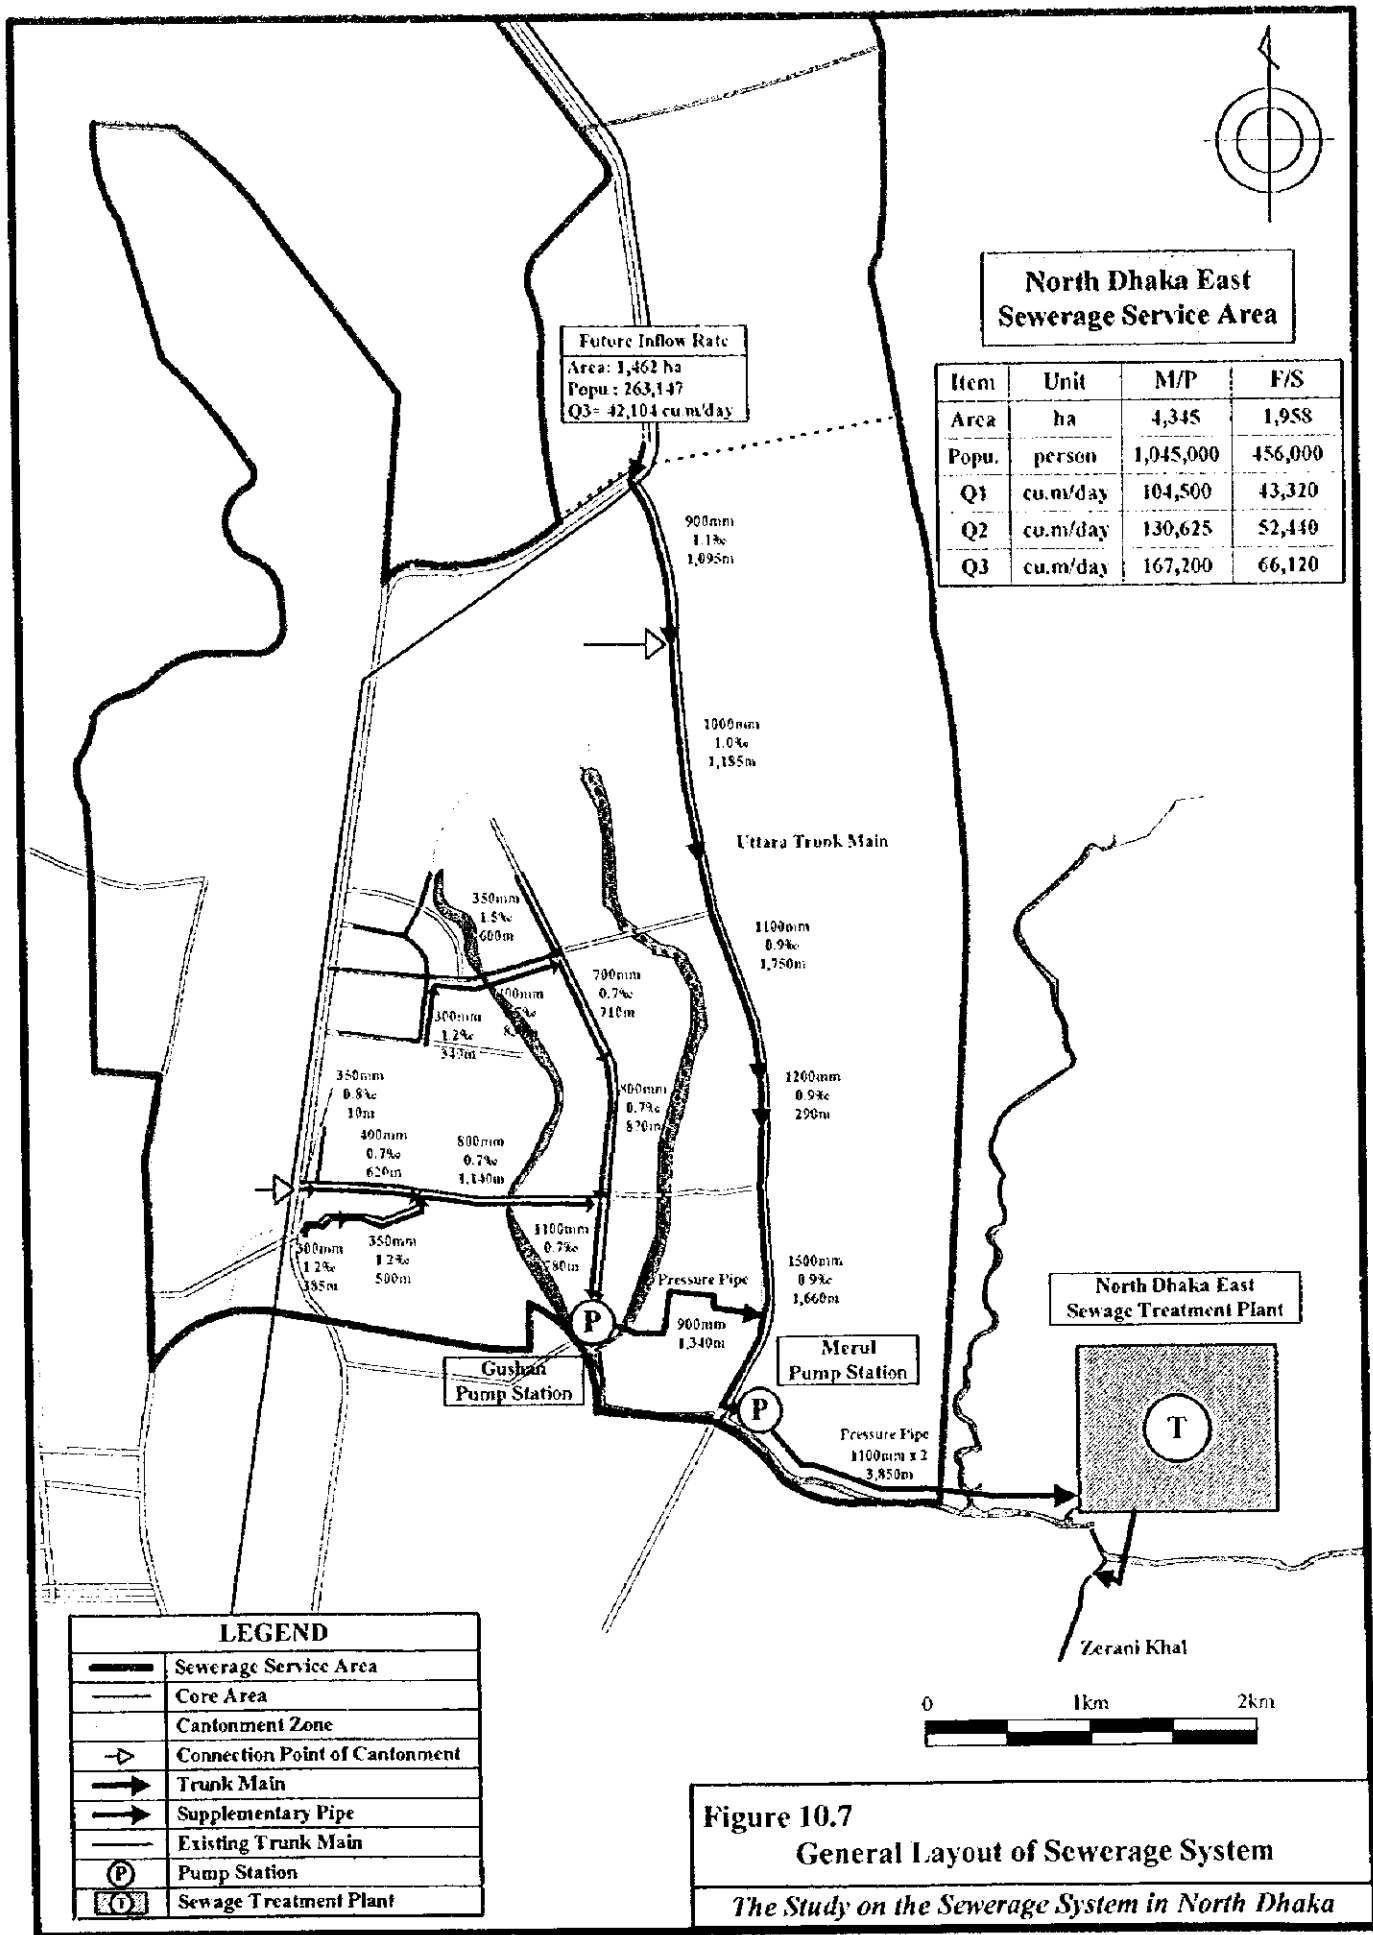 North Dhaka East
Sewerage Service Area
Future Inflow Rate
Area: 1,462 ha
Popu.: 263,147
Q3= 42,104 cu.m/day
Item Unit M/P F/S
Area ha 4,345 1,958
Popu. person 1,045,000 456,000
Q1 cu.m/day 104,500 43,320
Q2 cu.m/day 130,625 52,440
Q3 cu.m/day 167,200 66,120
900mm
1.1‰
1,095m
1000mm
1.0‰
1,185m
Uttara Trunk Main
350mm
1.5‰
600m
1100mm
0.9‰
1,750m
700mm
0.7‰
710m
300mm
1.2‰
340m
350mm
0.8‰
10m
800mm
0.7‰
820m
1200mm
0.9‰
290m
400mm
0.7‰
620m
800mm
0.7‰
1,140m
300mm
1.2‰
385m
350mm
1.2‰
500m
1100mm
0.7‰
780m
Pressure Pipe
900mm
1,340m
1500mm
0.9‰
1,660m
North Dhaka East
Sewage Treatment Plant
P
Gushan
Pump Station
Merul
Pump Station
P
T
Pressure Pipe
1100mm x 2
3,850m
Zerani Khal
0 1km 2km
LEGEND
Sewerage Service Area
Core Area
Cantonment Zone
Connection Point of Cantonment
Trunk Main
Supplementary Pipe
Existing Trunk Main
P Pump Station
T Sewage Treatment Plant
Figure 10.7
General Layout of Sewerage System
The Study on the Sewerage System in North Dhaka